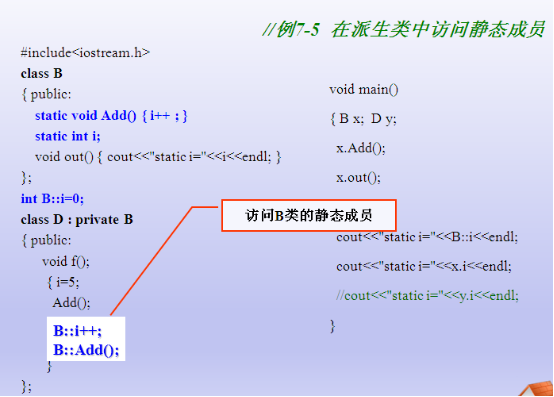 //例7-5 在派生类中访问静态成员
#include<iostream.h>
class B
{ public:
static void Add() { i++ ; }
static int i;
void out() { cout<<"static i="<<i<<endl; }
};
int B::i=0;
class D : private B
{ public:
void f();
{ i=5;
Add();
B::i++;
B::Add();
}
};
访问B类的静态成员
void main()
{ B x; D y;
x.Add();
x.out();
cout<<"static i="<<B::i<<endl;
cout<<"static i="<<x.i<<endl;
//cout<<"static i="<<y.i<<endl;
}